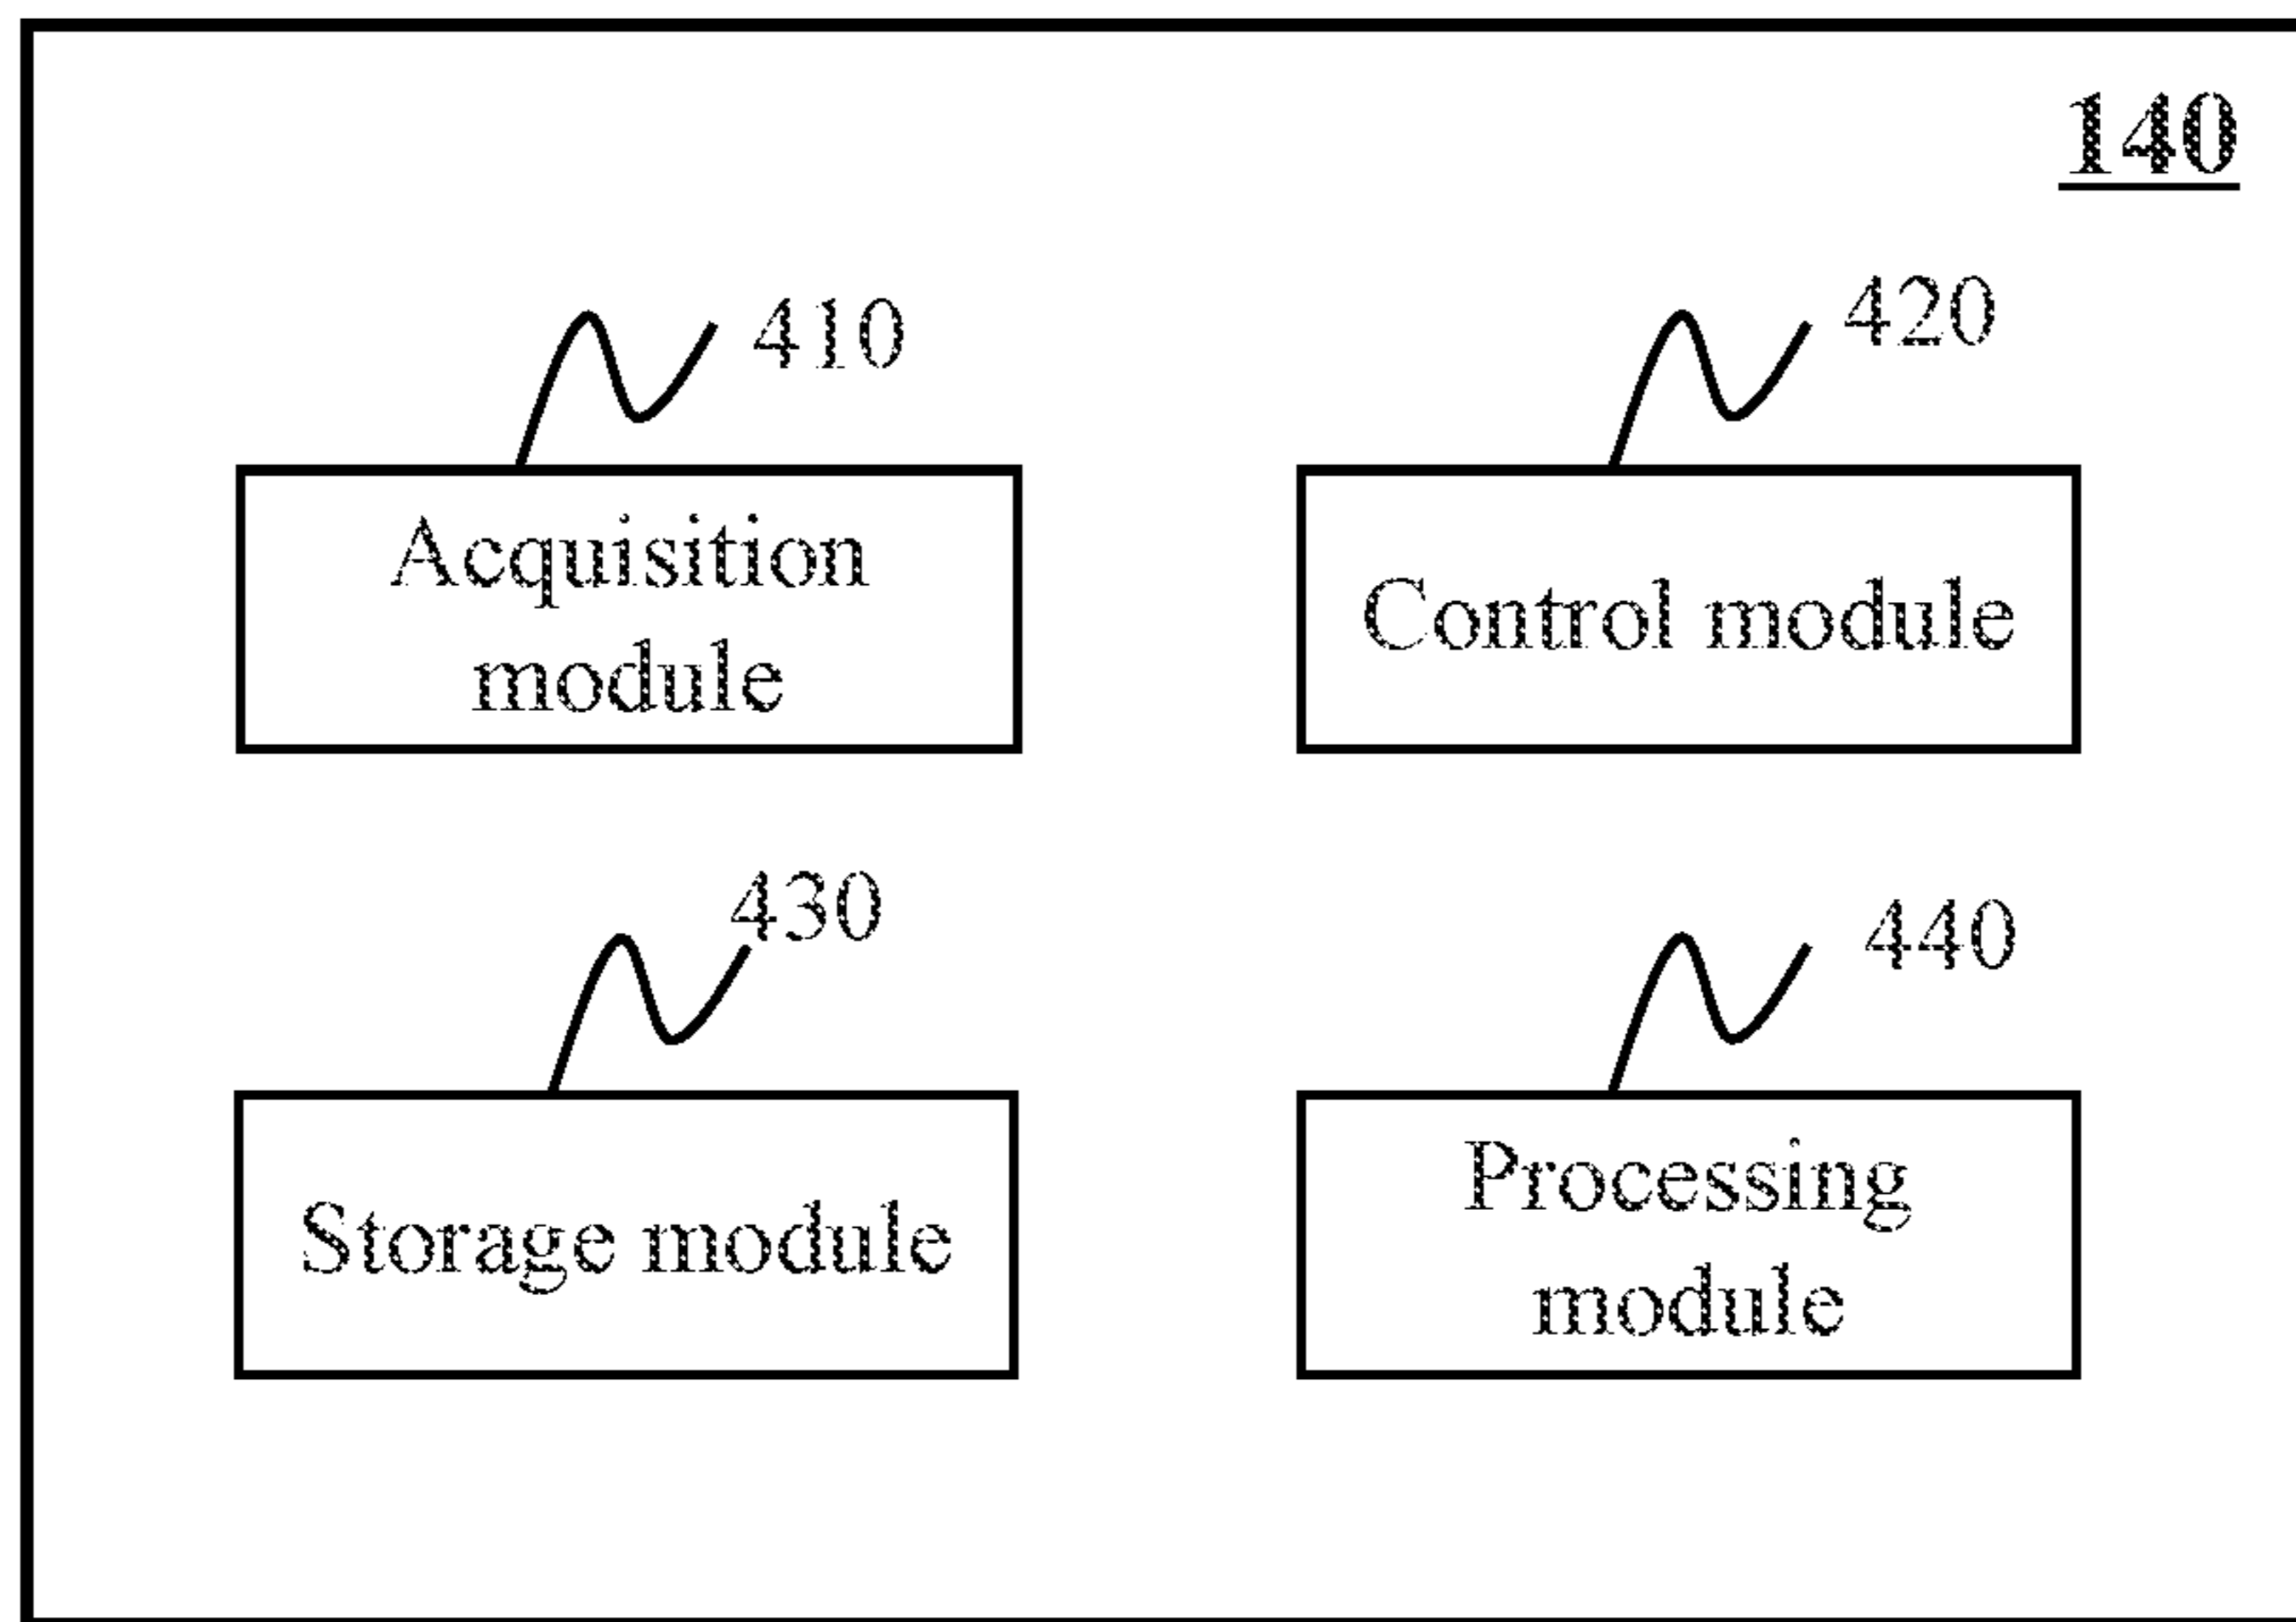 140
410
420
Acquisition
module
Control module
430
440
Storage module
Processing
module